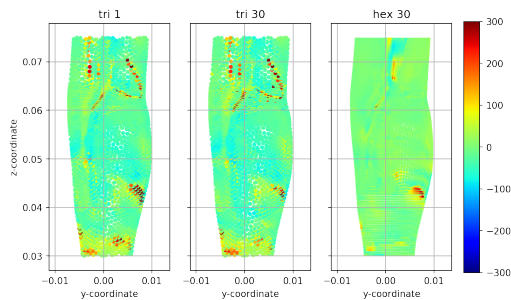 tri 1
tri 30
hex 30
0.07
0.06
0.05
0.04
0.03
z-coordinate
−0.01 0.00 0.01
−0.01 0.00 0.01
−0.01 0.00 0.01
y-coordinate
y-coordinate
y-coordinate
300
200
100
0
−100
−200
−300